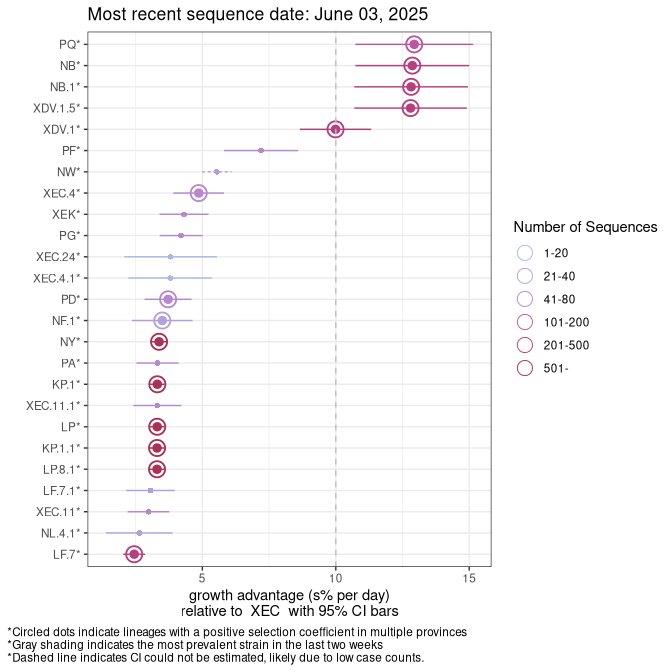 Most recent sequence date: June 03, 2025
PQ*
NB*
NB.1*
XDV.1.5*
XDV.1*
PF*
NW*
XEC.4*
XEK*
PG*
XEC.24*
XEC.4.1*
PD*
NF.1*
NY*
PA*
KP.1*
XEC.11.1*
LP*
KP.1.1*
LP.8.1*
LF.7.1*
XEC.11*
NL.4.1*
LF.7*
5 10 15
growth advantage (s% per day)
relative to XEC with 95% CI bars
Number of Sequences
1-20
21-40
41-80
101-200
201-500
501-
*Circled dots indicate lineages with a positive selection coefficient in multiple provinces
*Gray shading indicates the most prevalent strain in the last two weeks
*Dashed line indicates CI could not be estimated, likely due to low case counts.